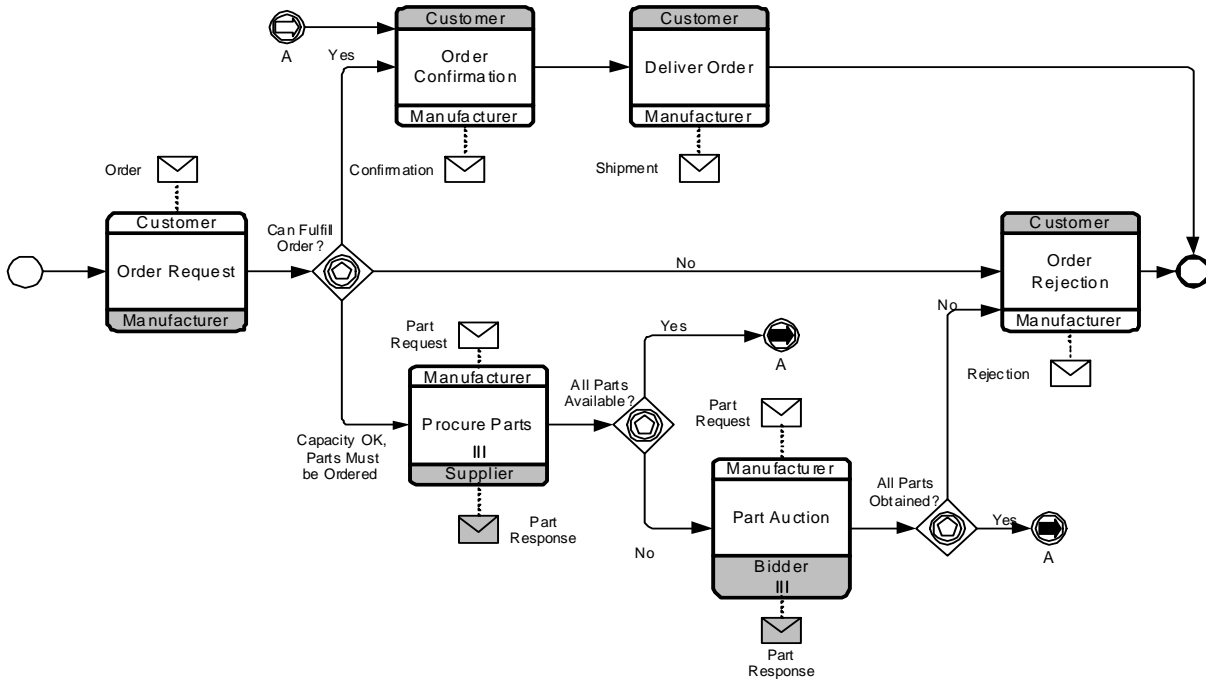 Customer
Customer
A
Yes
Order
Confirmation
Deliver Order
Manufacturer
Manufacturer
Order
Confirmation
Shipment
Customer
Can Fulfill
Order?
Customer
Order Request
No
Order
Rejection
Manufacturer
Part
Request
Yes
No
Manufacturer
Manufacturer
A
Rejection
All Parts
Available?
Part
Request
Procure Parts
III
Capacity OK,
Parts Must
be Ordered
Supplier
Manufacturer
All Parts
Obtained?
Part Auction
Part
Response
No
Yes
A
Bidder
III
Part
Response